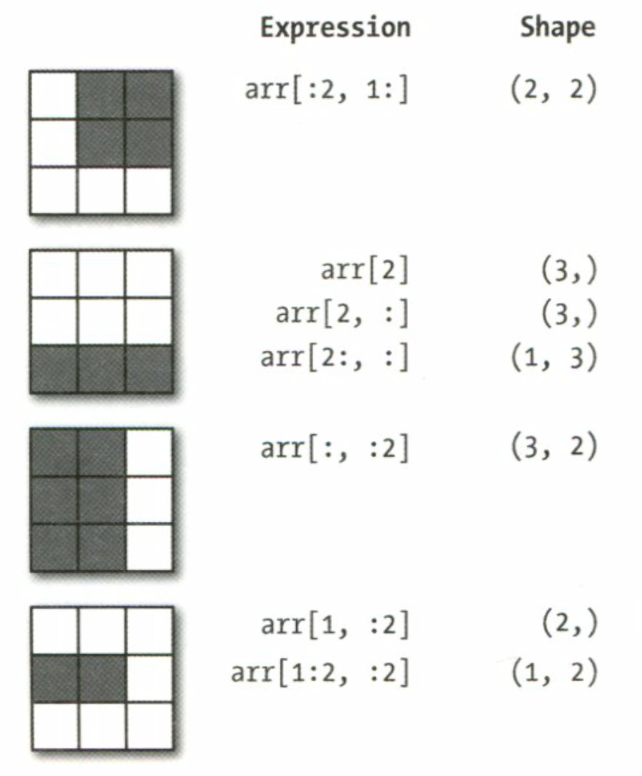 Expression Shape
arr[:2, 1:] (2, 2)
arr[2] (3,)
arr[2, :] (3,)
arr[2:, :] (1, 3)
arr[:, :2] (3, 2)
arr[1, :2] (2,)
arr[1:2, :2] (1, 2)